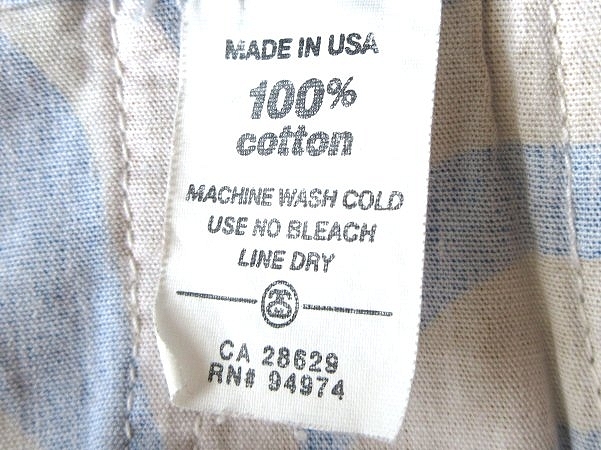 MADE IN USA
100%
cotton
MACHINE WASH COLD
USE NO BLEACH
LINE DRY
CA 28629
RN# 94974